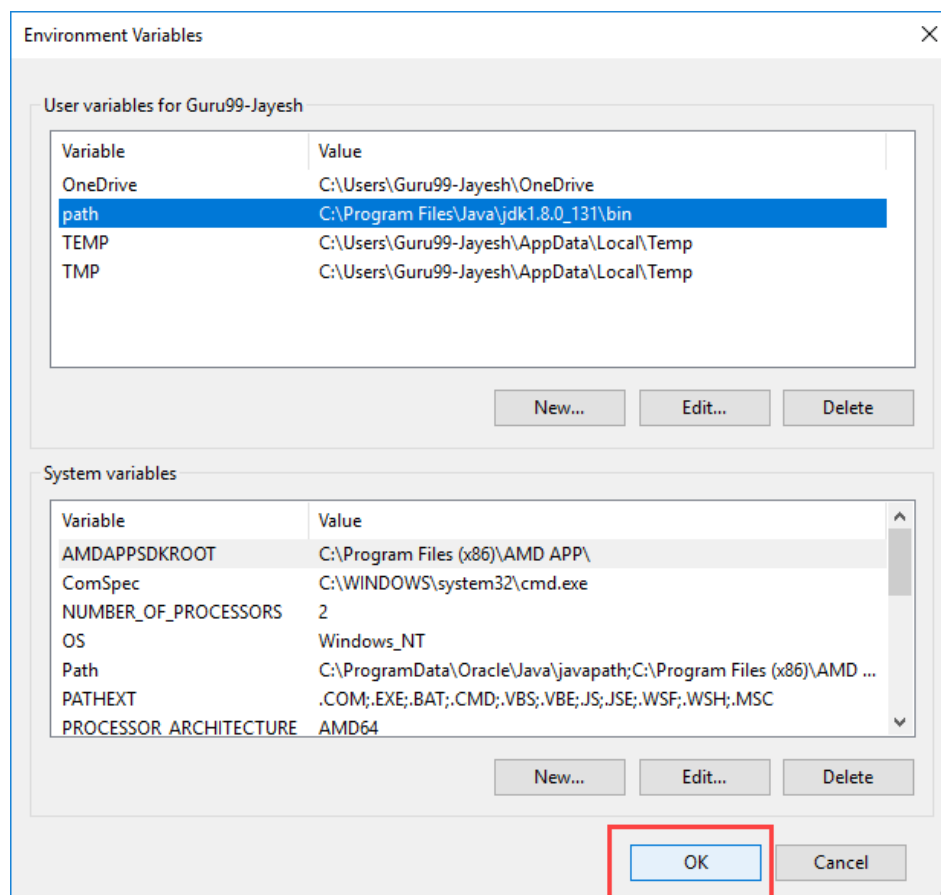 Environment Variables
User variables for Guru99-Jayesh
Variable Value
OneDrive C:\Users\Guru99-Jayesh\OneDrive
path C:\Program Files\Java\jdk1.8.0_131\bin
TEMP C:\Users\Guru99-Jayesh\AppData\Local\Temp
TMP C:\Users\Guru99-Jayesh\AppData\Local\Temp
New... Edit... Delete
System variables
Variable Value
AMDAPPSDKROOT C:\Program Files (x86)\AMD APP\
ComSpec C:\WINDOWS\system32\cmd.exe
NUMBER_OF_PROCESSORS 2
OS Windows_NT
Path C:\ProgramData\Oracle\Java\javapath;C:\Program Files (x86)\AMD ...
PATHEXT .COM;.EXE;.BAT;.CMD;.VBS;.VBE;.JS;.JSE;.WSF;.WSH;.MSC
PROCESSOR_ARCHITECTURE AMD64
New... Edit... Delete
OK Cancel